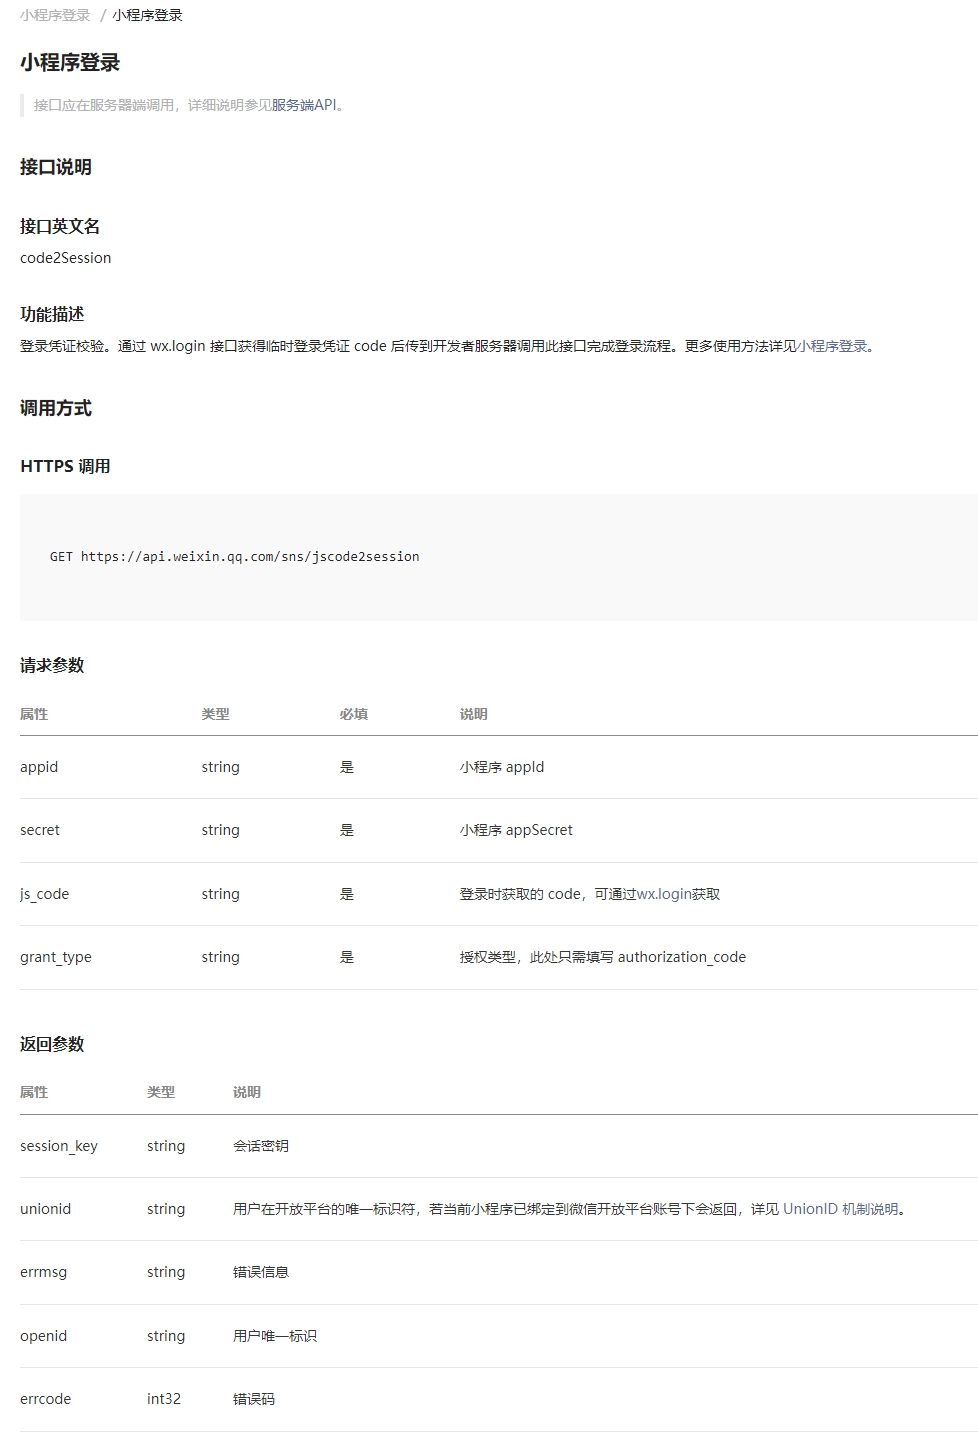 小程序登录 / 小程序登录
小程序登录
接口应在服务器端调用，详细说明参见服务端API。
接口说明
接口英文名
code2Session
功能描述
登录凭证校验。通过 wx.login 接口获得临时登录凭证 code 后传到开发者服务器调用此接口完成登录流程。更多使用方法详见小程序登录。
调用方式
HTTPS 调用
GET https://api.weixin.qq.com/sns/jscode2session
请求参数
属性 类型 必填 说明
appid string 是 小程序 appId
secret string 是 小程序 appSecret
js_code string 是 登录时获取的 code，可通过wx.login获取
grant_type string 是 授权类型，此处只需填写 authorization_code
返回参数
属性 类型 说明
session_key string 会话密钥
unionid string 用户在开放平台的唯一标识符，若当前小程序已绑定到微信开放平台账号下会返回，详见 UnionID 机制说明。
errmsg string 错误信息
openid string 用户唯一标识
errcode int32 错误码